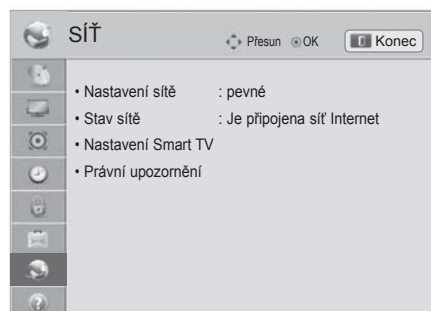 SÍŤ
Přesun OK Konec
• Nastavení sítě : pevné
• Stav sítě : Je připojena síť Internet
• Nastavení Smart TV
• Právní upozornění